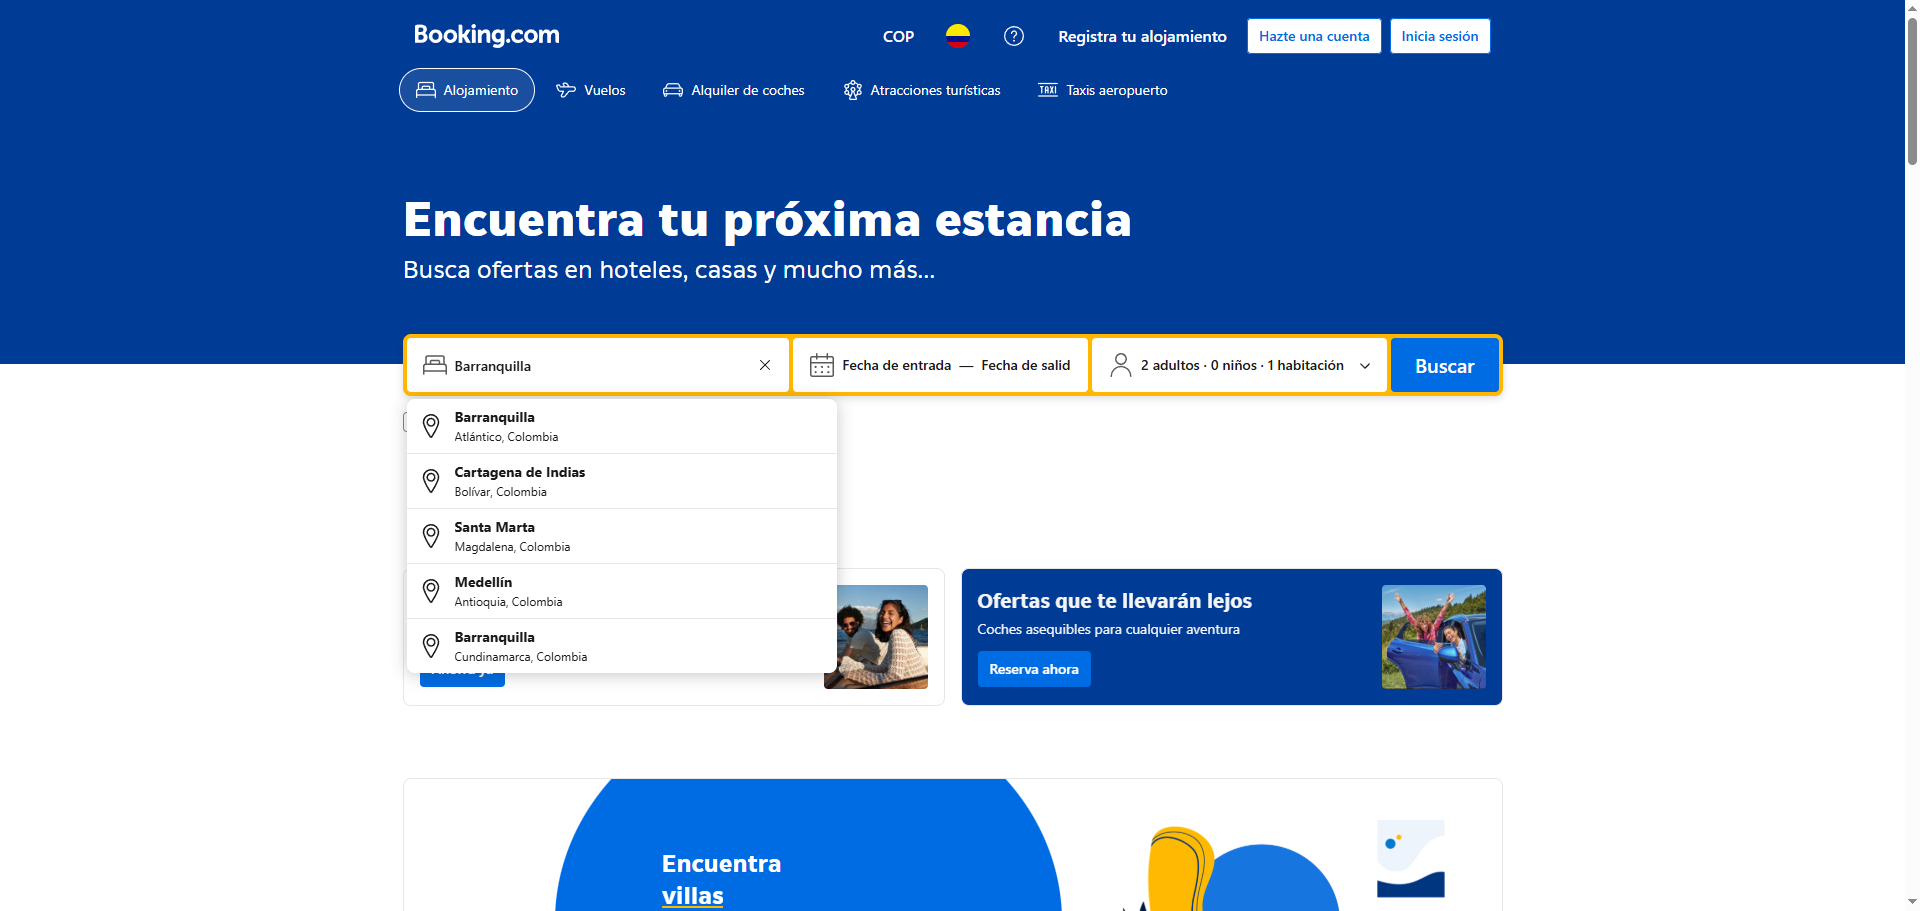 Booking.com
COP
Registra tu alojamiento
Hazte una cuenta
Inicia sesión
Alojamiento
Vuelos
Alquiler de coches
Atracciones turísticas
TAXI
Taxis aeropuerto
Encuentra tu próxima estancia
Busca ofertas en hoteles, casas y mucho más...
Barranquilla
Fecha de entrada — Fecha de salid
2 adultos · 0 niños · 1 habitación
Buscar
Barranquilla
Atlántico, Colombia
Cartagena de Indias
Bolívar, Colombia
Santa Marta
Magdalena, Colombia
Medellín
Antioquia, Colombia
Barranquilla
Cundinamarca, Colombia
Ofertas que te llevarán lejos
Coches asequibles para cualquier aventura
Reserva ahora
Encuentra
villas